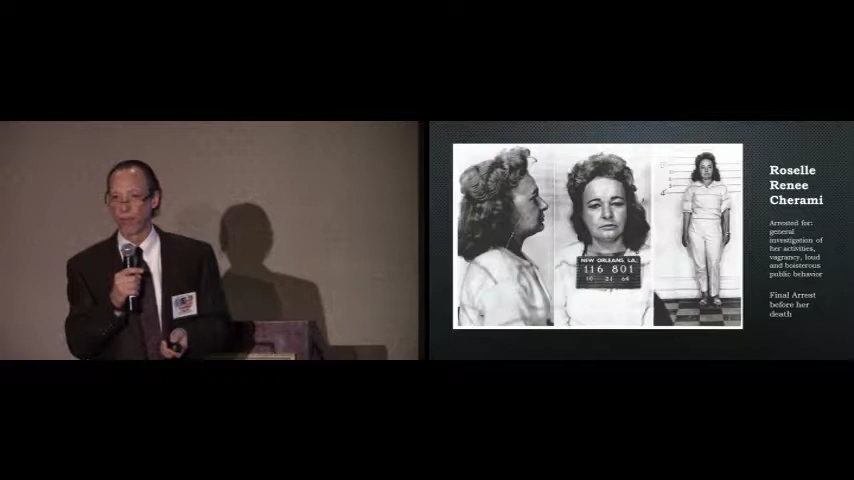 Roselle
Renee
Cherami
Arrested for:
general
investigation of
her activities,
vagrancy, loud
and boisterous
public behavior
Final Arrest
before her
death
NEW ORLEANS, LA.
116 801
10 21 64